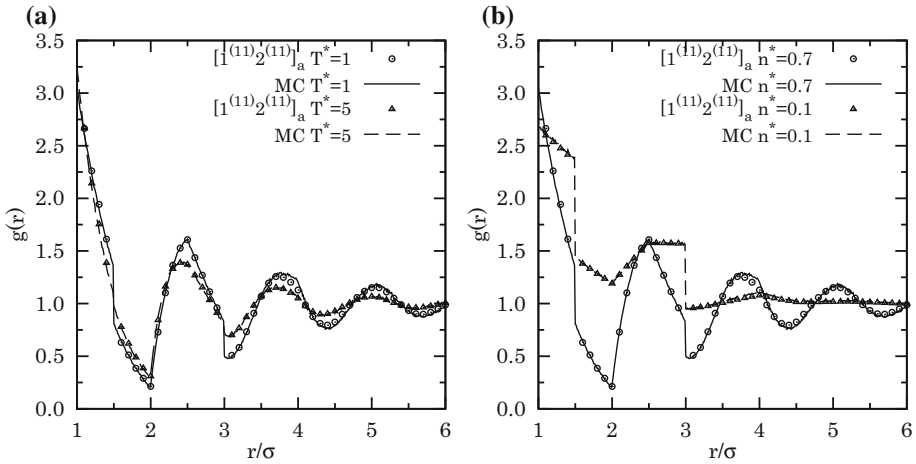 (a)
3.5
3.0
2.5
2.0
1.5
1.0
0.5
0.0
g(r)
[1^(11)2^(11)]_a T*=1
MC T*=1
[1^(11)2^(11)]_a T*=5
MC T*=5
1 2 3 4 5 6
r/σ
(b)
3.5
3.0
2.5
2.0
1.5
1.0
0.5
0.0
g(r)
[1^(11)2^(11)]_a n*=0.7
MC n*=0.7
[1^(11)2^(11)]_a n*=0.1
MC n*=0.1
1 2 3 4 5 6
r/σ